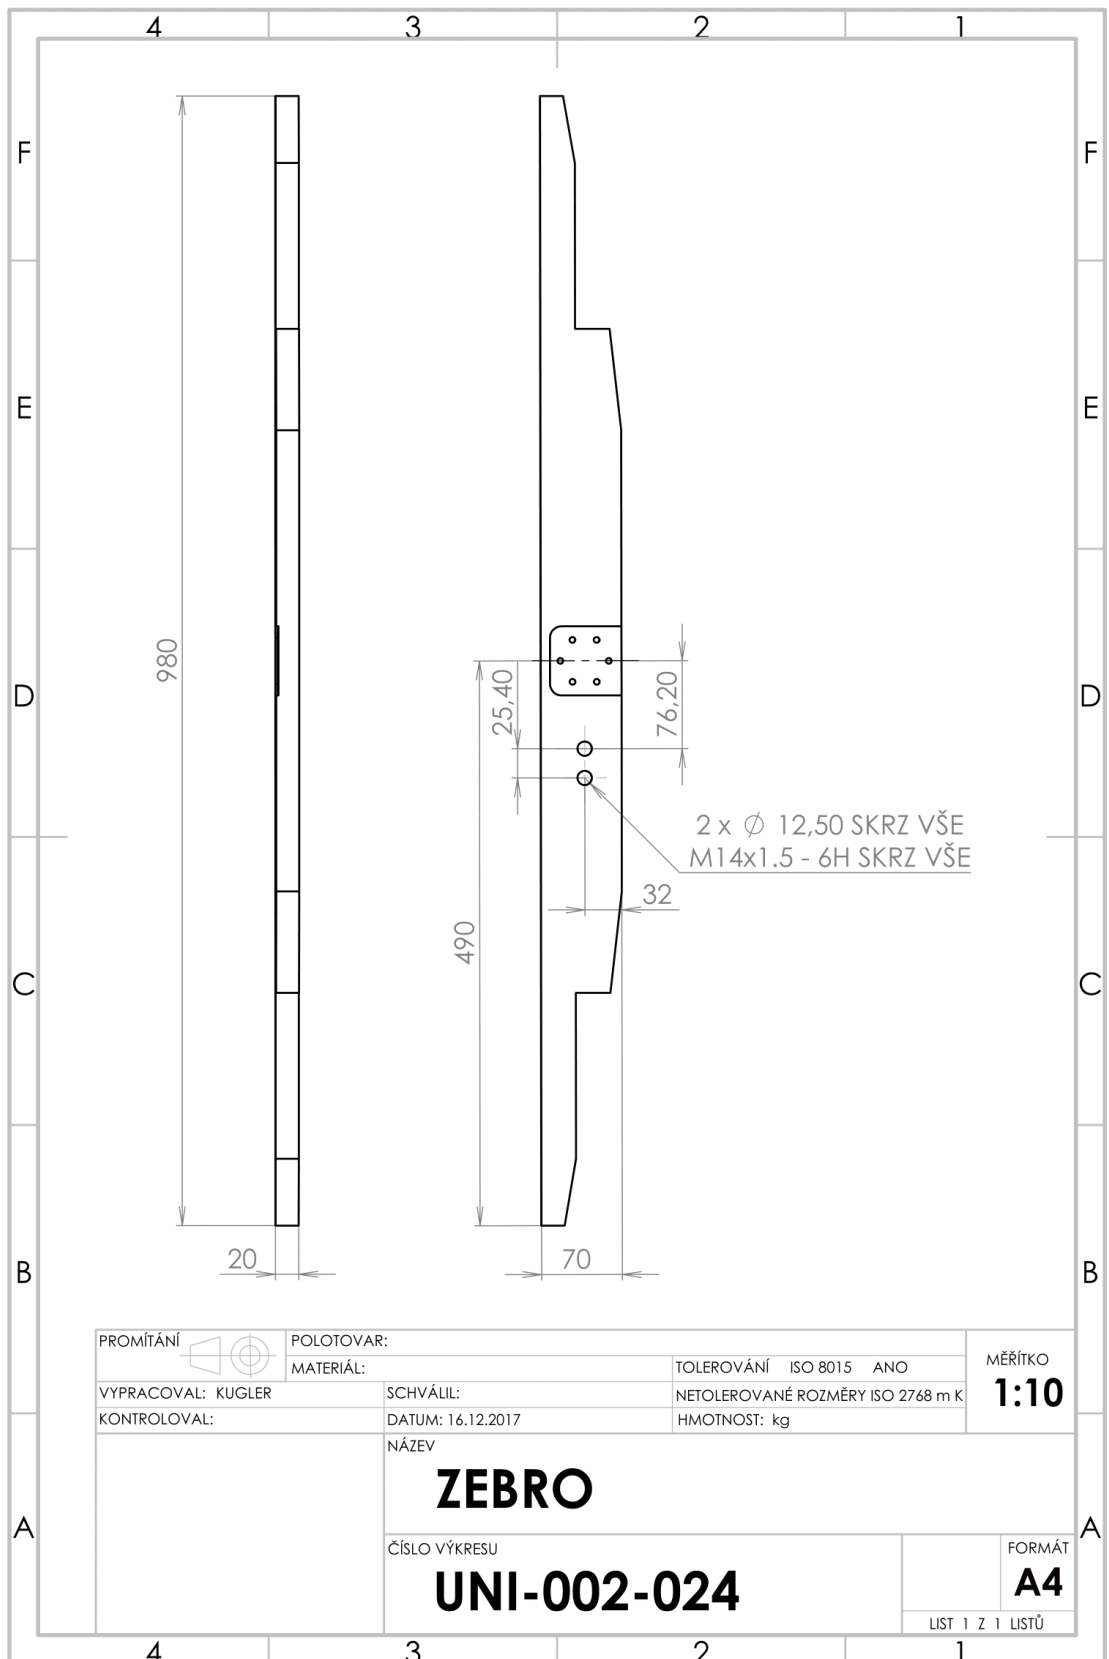 4 3 2 1
F F
E E
980
25,40
76,20
D D
2 x ∅ 12,50 SKRZ VŠE
M14x1.5 - 6H SKRZ VŠE
32
490
C C
20
70
B B
PROMÍTÁNÍ
POLOTOVAR:
MATERIÁL:
TOLEROVÁNÍ ISO 8015 ANO
MĚŘÍTKO
1:10
VYPRACOVAL: KUGLER
SCHVÁLIL:
NETOLEROVANÉ ROZMĚRY ISO 2768 m K
KONTROLOVAL:
DATUM: 16.12.2017
HMOTNOST: kg
NÁZEV
ZEBRO
A A
ČÍSLO VÝKRESU
UNI-002-024
FORMÁT
A4
LIST 1 Z 1 LISTŮ
4 3 2 1